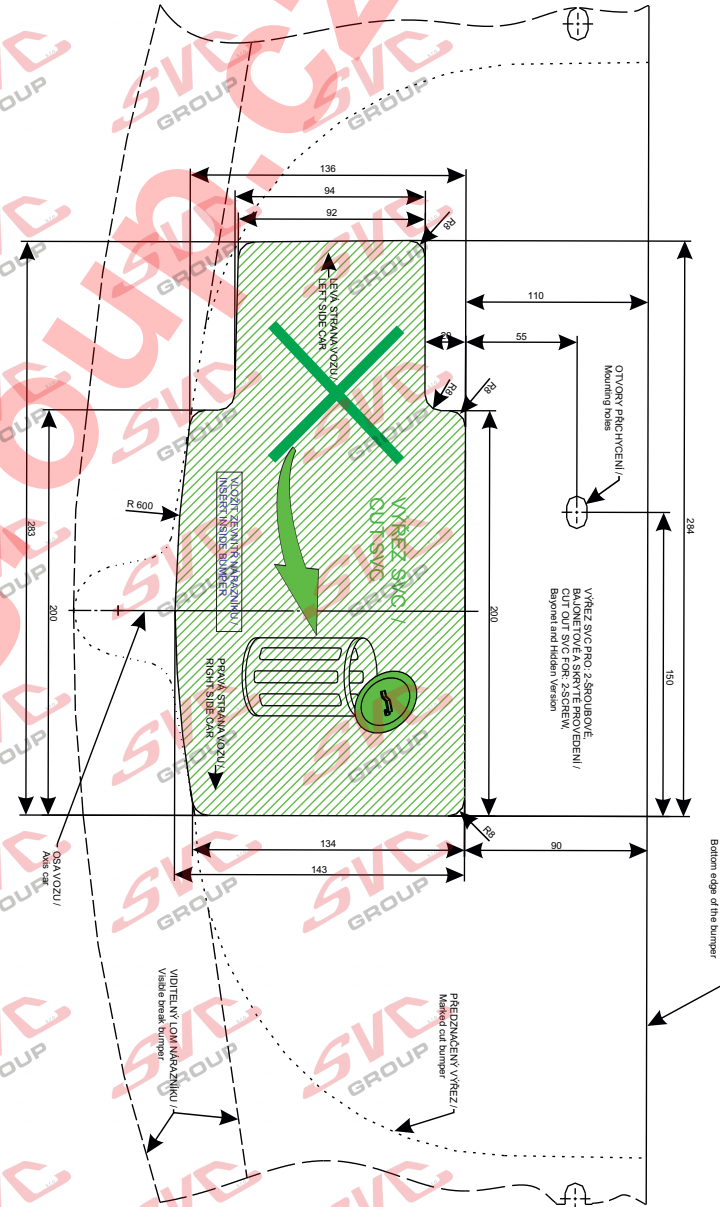 136
94
92
R8
LEVÁ STRANA VOZU /
LEFT SIDE CAR
110
55
R8
R8
OTVORY PŘICHYCENÍ /
Mounting holes
284
283
200
200
150
R 600
VLOŽIT ZEVNITŘ NÁRAZNÍKU /
INSERT INSIDE BUMPER
VÝŘEZ SVC /
CUT SVC
VÝŘEZ SVC PRO: 2-ŠROUBOVÉ,
BAJONETOVÉ A SKRYTÉ PROVEDENÍ /
CUT OUT SVC FOR: 2-SCREW,
Bayonet and Hidden Version
PRAVÁ STRANA VOZU /
RIGHT SIDE CAR
R8
134
143
90
OSA VOZU /
Axis car
Bottom edge of the bumper
VIDITELNÝ LOM NÁRAZNÍKU /
Visible break bumper
PŘEDZNAČENÝ VÝŘEZ /
Marked cut bumper
SVC
GROUP